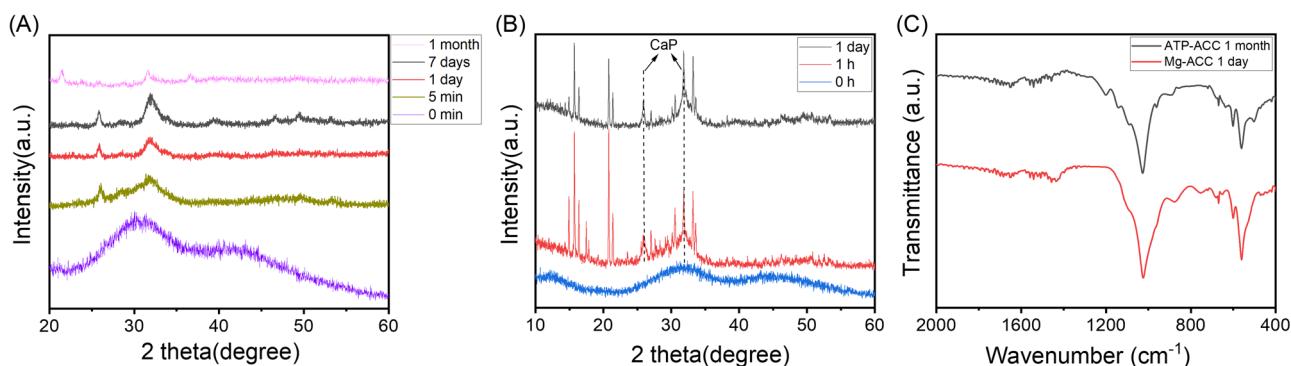 (A)
1 month
7 days
1 day
5 min
0 min
Intensity(a.u.)
20 30 40 50 60
2 theta(degree)
(B)
CaP
1 day
1 h
0 h
Intensity(a.u.)
10 20 30 40 50 60
2 theta(degree)
(C)
ATP-ACC 1 month
Mg-ACC 1 day
Transmittance (a.u.)
2000 1600 1200 800 400
Wavenumber (cm⁻¹)